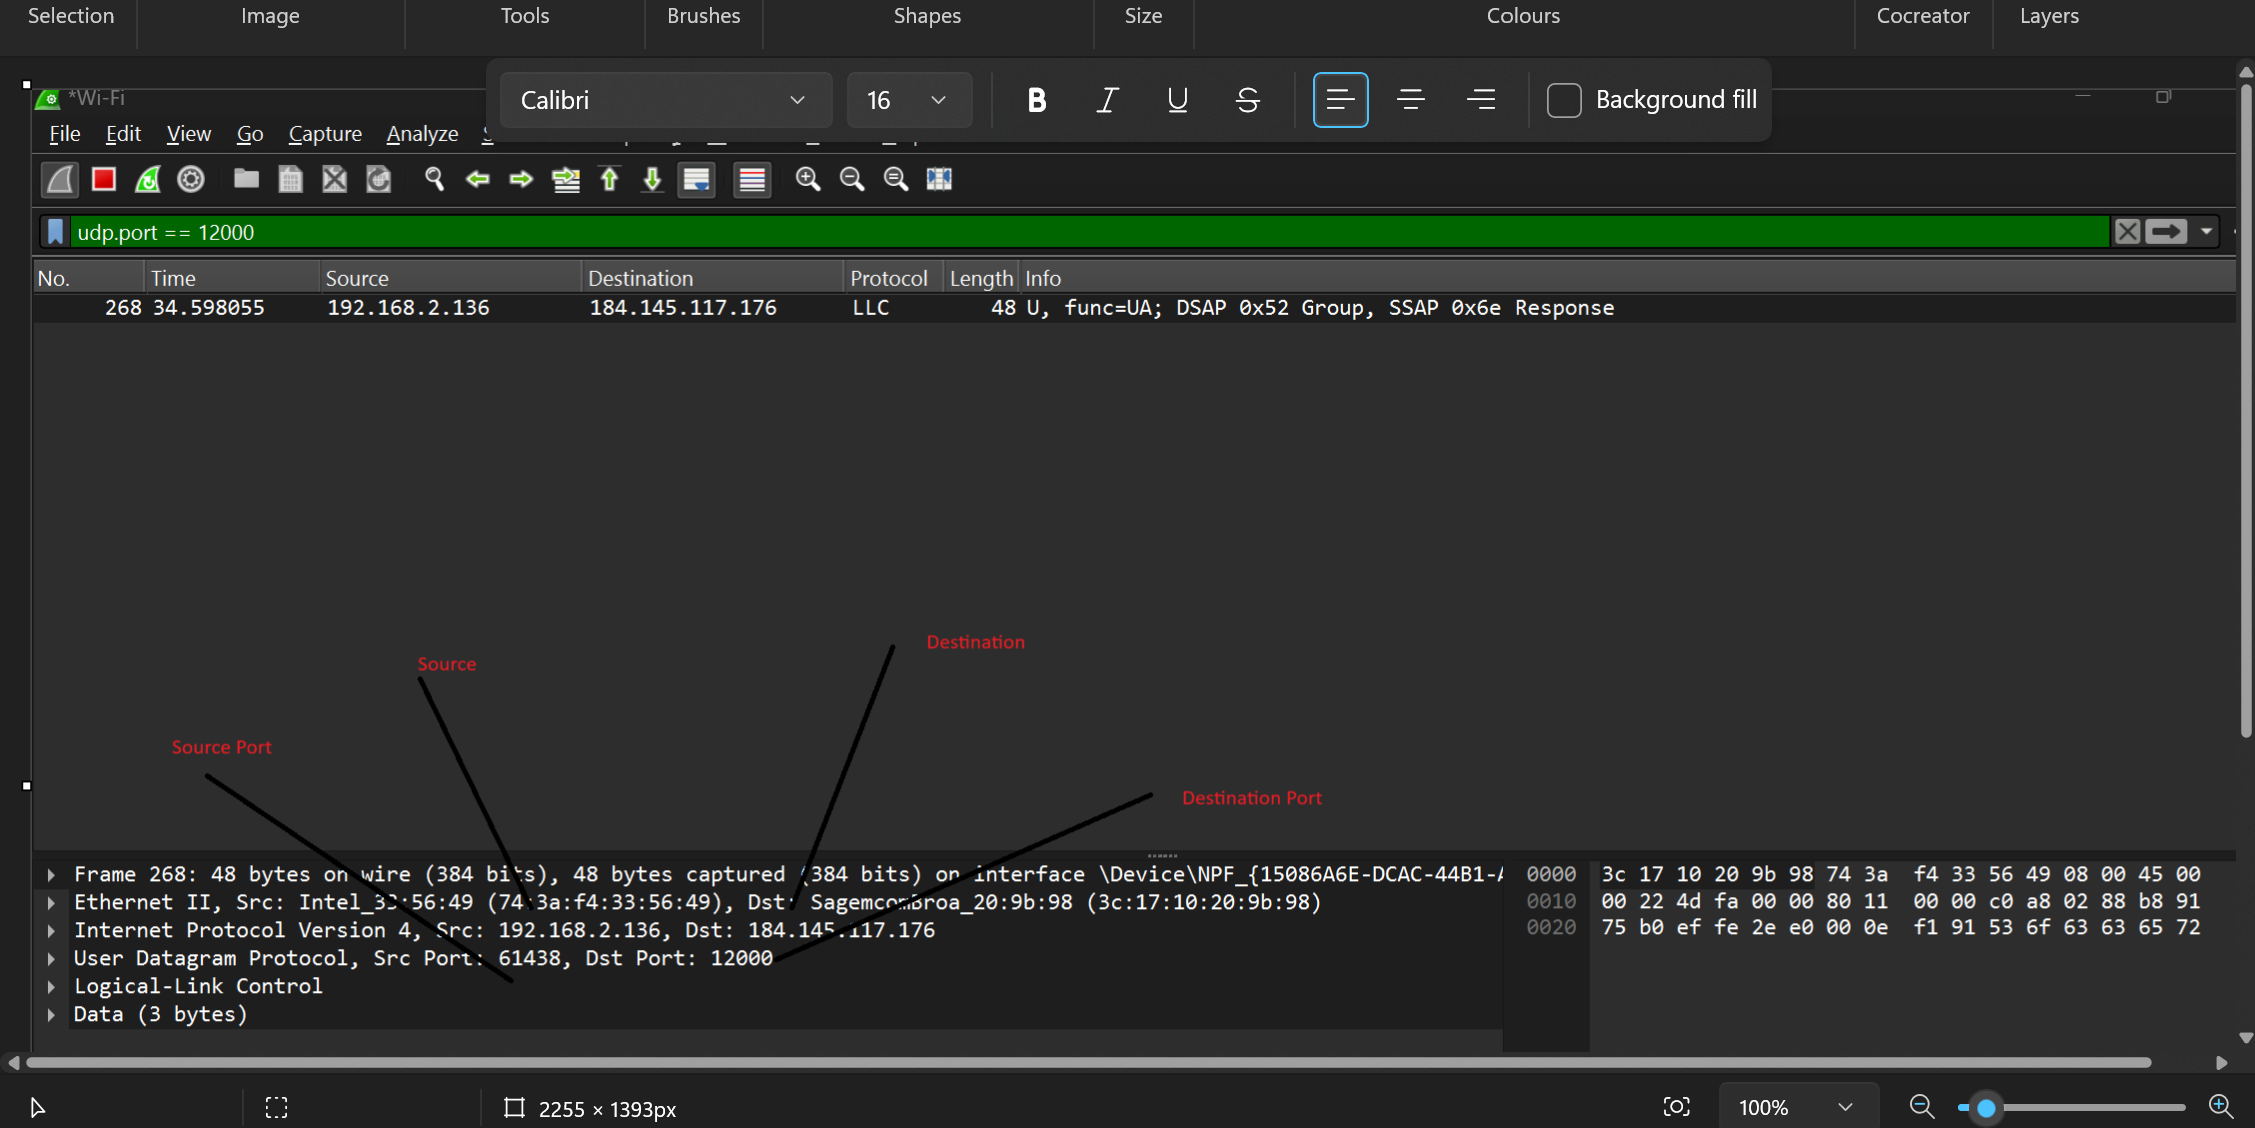 Selection Image Tools Brushes Shapes Size Colours Cocreator Layers
Calibri 16 B I U S Background fill
*Wi-Fi
File Edit View Go Capture Analyze
udp.port == 12000
No. Time Source Destination Protocol Length Info
268 34.598055 192.168.2.136 184.145.117.176 LLC 48 U, func=UA; DSAP 0x52 Group, SSAP 0x6e Response
Destination
Source
Source Port
Destination Port
Frame 268: 48 bytes on wire (384 bits), 48 bytes captured (384 bits) on interface \Device\NPF_{15086A6E-DCAC-44B1-A
Ethernet II, Src: Intel_33:56:49 (74:3a:f4:33:56:49), Dst: SagemcomBroa_20:9b:98 (3c:17:10:20:9b:98)
Internet Protocol Version 4, Src: 192.168.2.136, Dst: 184.145.117.176
User Datagram Protocol, Src Port: 61438, Dst Port: 12000
Logical-Link Control
Data (3 bytes)
0000 3c 17 10 20 9b 98 74 3a f4 33 56 49 08 00 45 00
0010 00 22 4d fa 00 00 80 11 00 00 c0 a8 02 88 b8 91
0020 75 b0 ef fe 2e e0 00 0e f1 91 53 6f 63 63 65 72
2255 × 1393px 100%